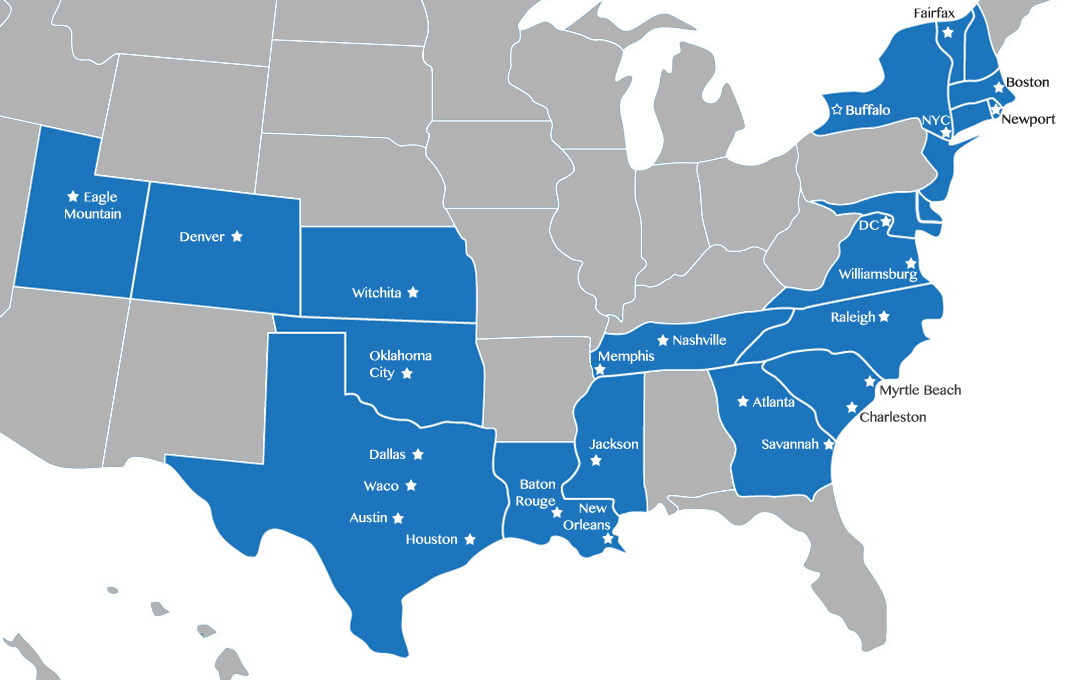 Fairfax
Boston
Buffalo
NYC
Newport
Eagle
Mountain
DC
Denver
Williamsburg
Witchita
Raleigh
Nashville
Memphis
Oklahoma
City
Myrtle Beach
Atlanta
Charleston
Jackson
Savannah
Dallas
Waco
Baton
Rouge
New
Orleans
Austin
Houston